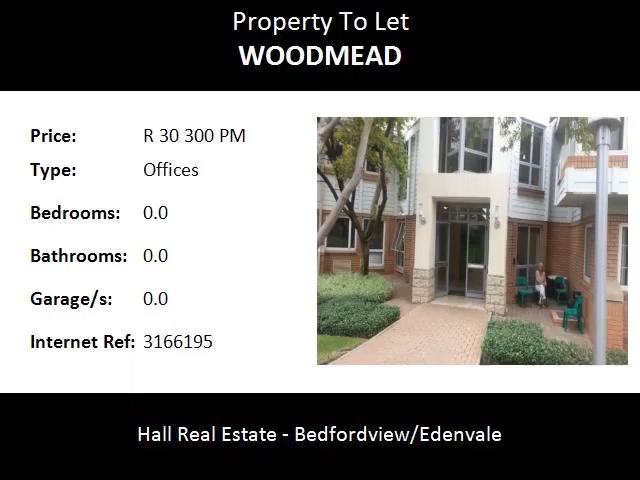 Property To Let
WOODMEAD
Price: R 30 300 PM
Type: Offices
Bedrooms: 0.0
Bathrooms: 0.0
Garage/s: 0.0
Internet Ref: 3166195
Hall Real Estate - Bedfordview/Edenvale